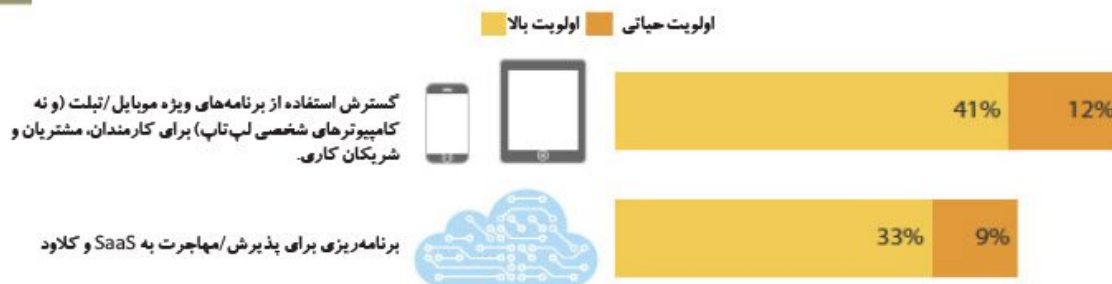 اولویت حیاتی اولویت بالا
گسترش استفاده از برنامه‌های ویژه موبایل/تبلت (و نه
کامپیوترهای شخصی لپ‌تاپ) برای کارمندان، مشتریان و
شریکان کاری.
41% 12%
برنامه‌ریزی برای پذیرش/مهاجرت به SaaS و کلاود
33% 9%